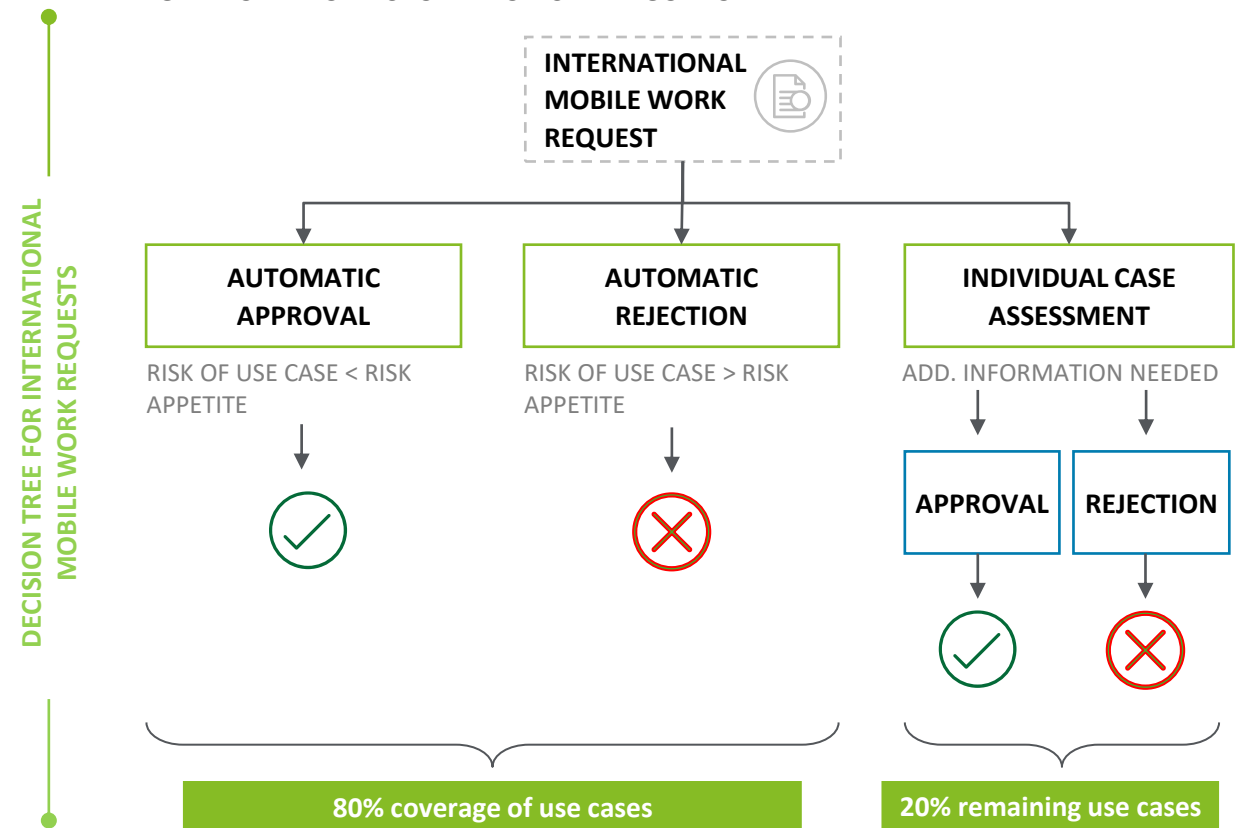 INTERNATIONAL
MOBILE WORK
REQUEST
DECISION TREE FOR INTERNATIONAL
MOBILE WORK REQUESTS
AUTOMATIC
APPROVAL
RISK OF USE CASE < RISK
APPETITE
AUTOMATIC
REJECTION
RISK OF USE CASE > RISK
APPETITE
INDIVIDUAL CASE
ASSESSMENT
ADD. INFORMATION NEEDED
APPROVAL
REJECTION
80% coverage of use cases
20% remaining use cases